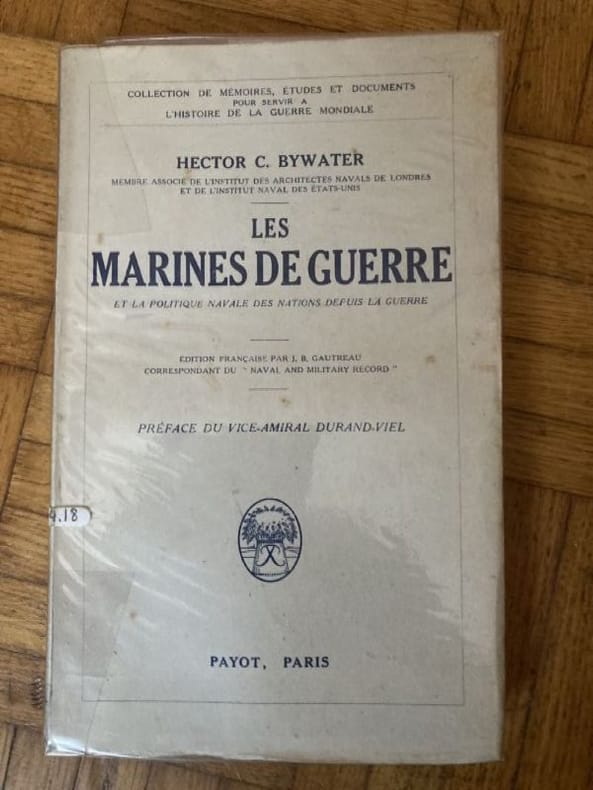 COLLECTION DE MÉMOIRES, ÉTUDES ET DOCUMENTS
POUR SERVIR A
L'HISTOIRE DE LA GUERRE MONDIALE
HECTOR C. BYWATER
MEMBRE ASSOCIÉ DE L'INSTITUT DES ARCHITECTES NAVALS DE LONDRES
ET DE L'INSTITUT NAVAL DES ÉTATS-UNIS
LES
MARINES DE GUERRE
ET LA POLITIQUE NAVALE DES NATIONS DEPUIS LA GUERRE
ÉDITION FRANÇAISE PAR J. B. GAUTREAU
CORRESPONDANT DU " NAVAL AND MILITARY RECORD "
PRÉFACE DU VICE-AMIRAL DURAND-VIEL
9.18
PAYOT, PARIS